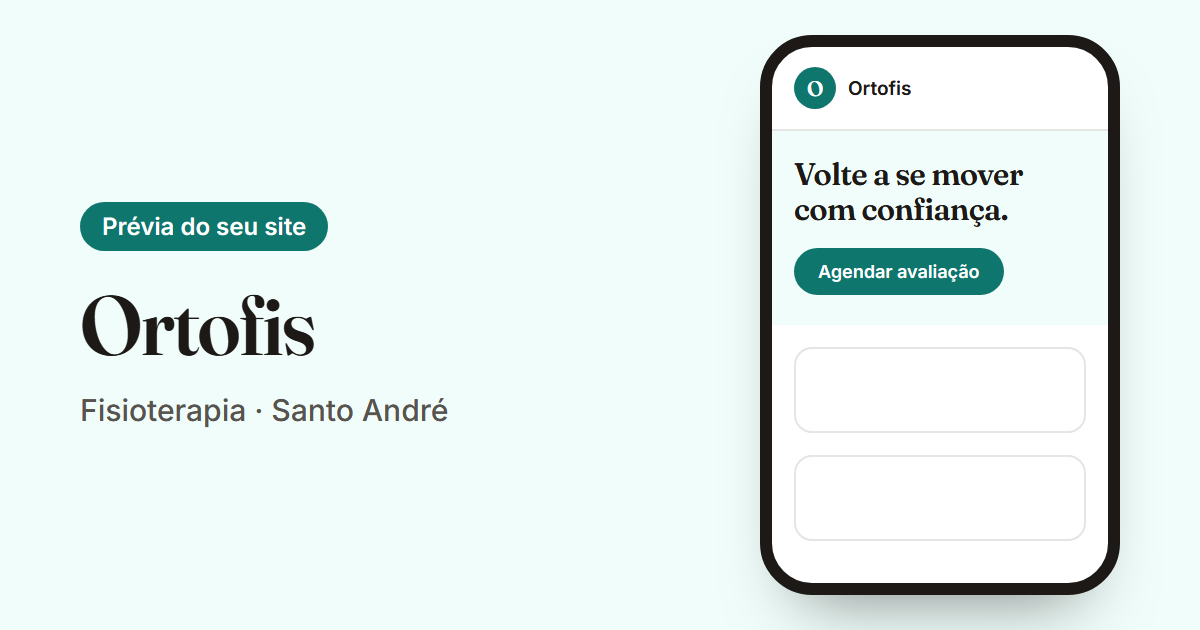 Prévia do seu site
Ortofis
Fisioterapia · Santo André
O
Ortofis
Volte a se mover
com confiança.
Agendar avaliação